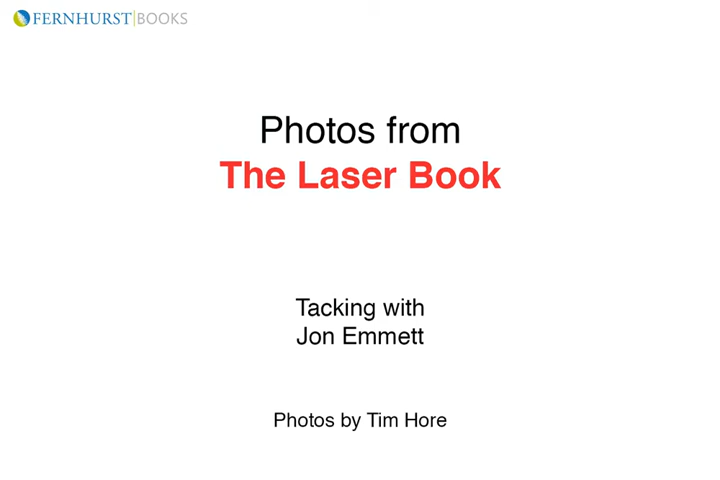 FERNHURST|BOOKS
Photos from
The Laser Book
Tacking with
Jon Emmett
Photos by Tim Hore